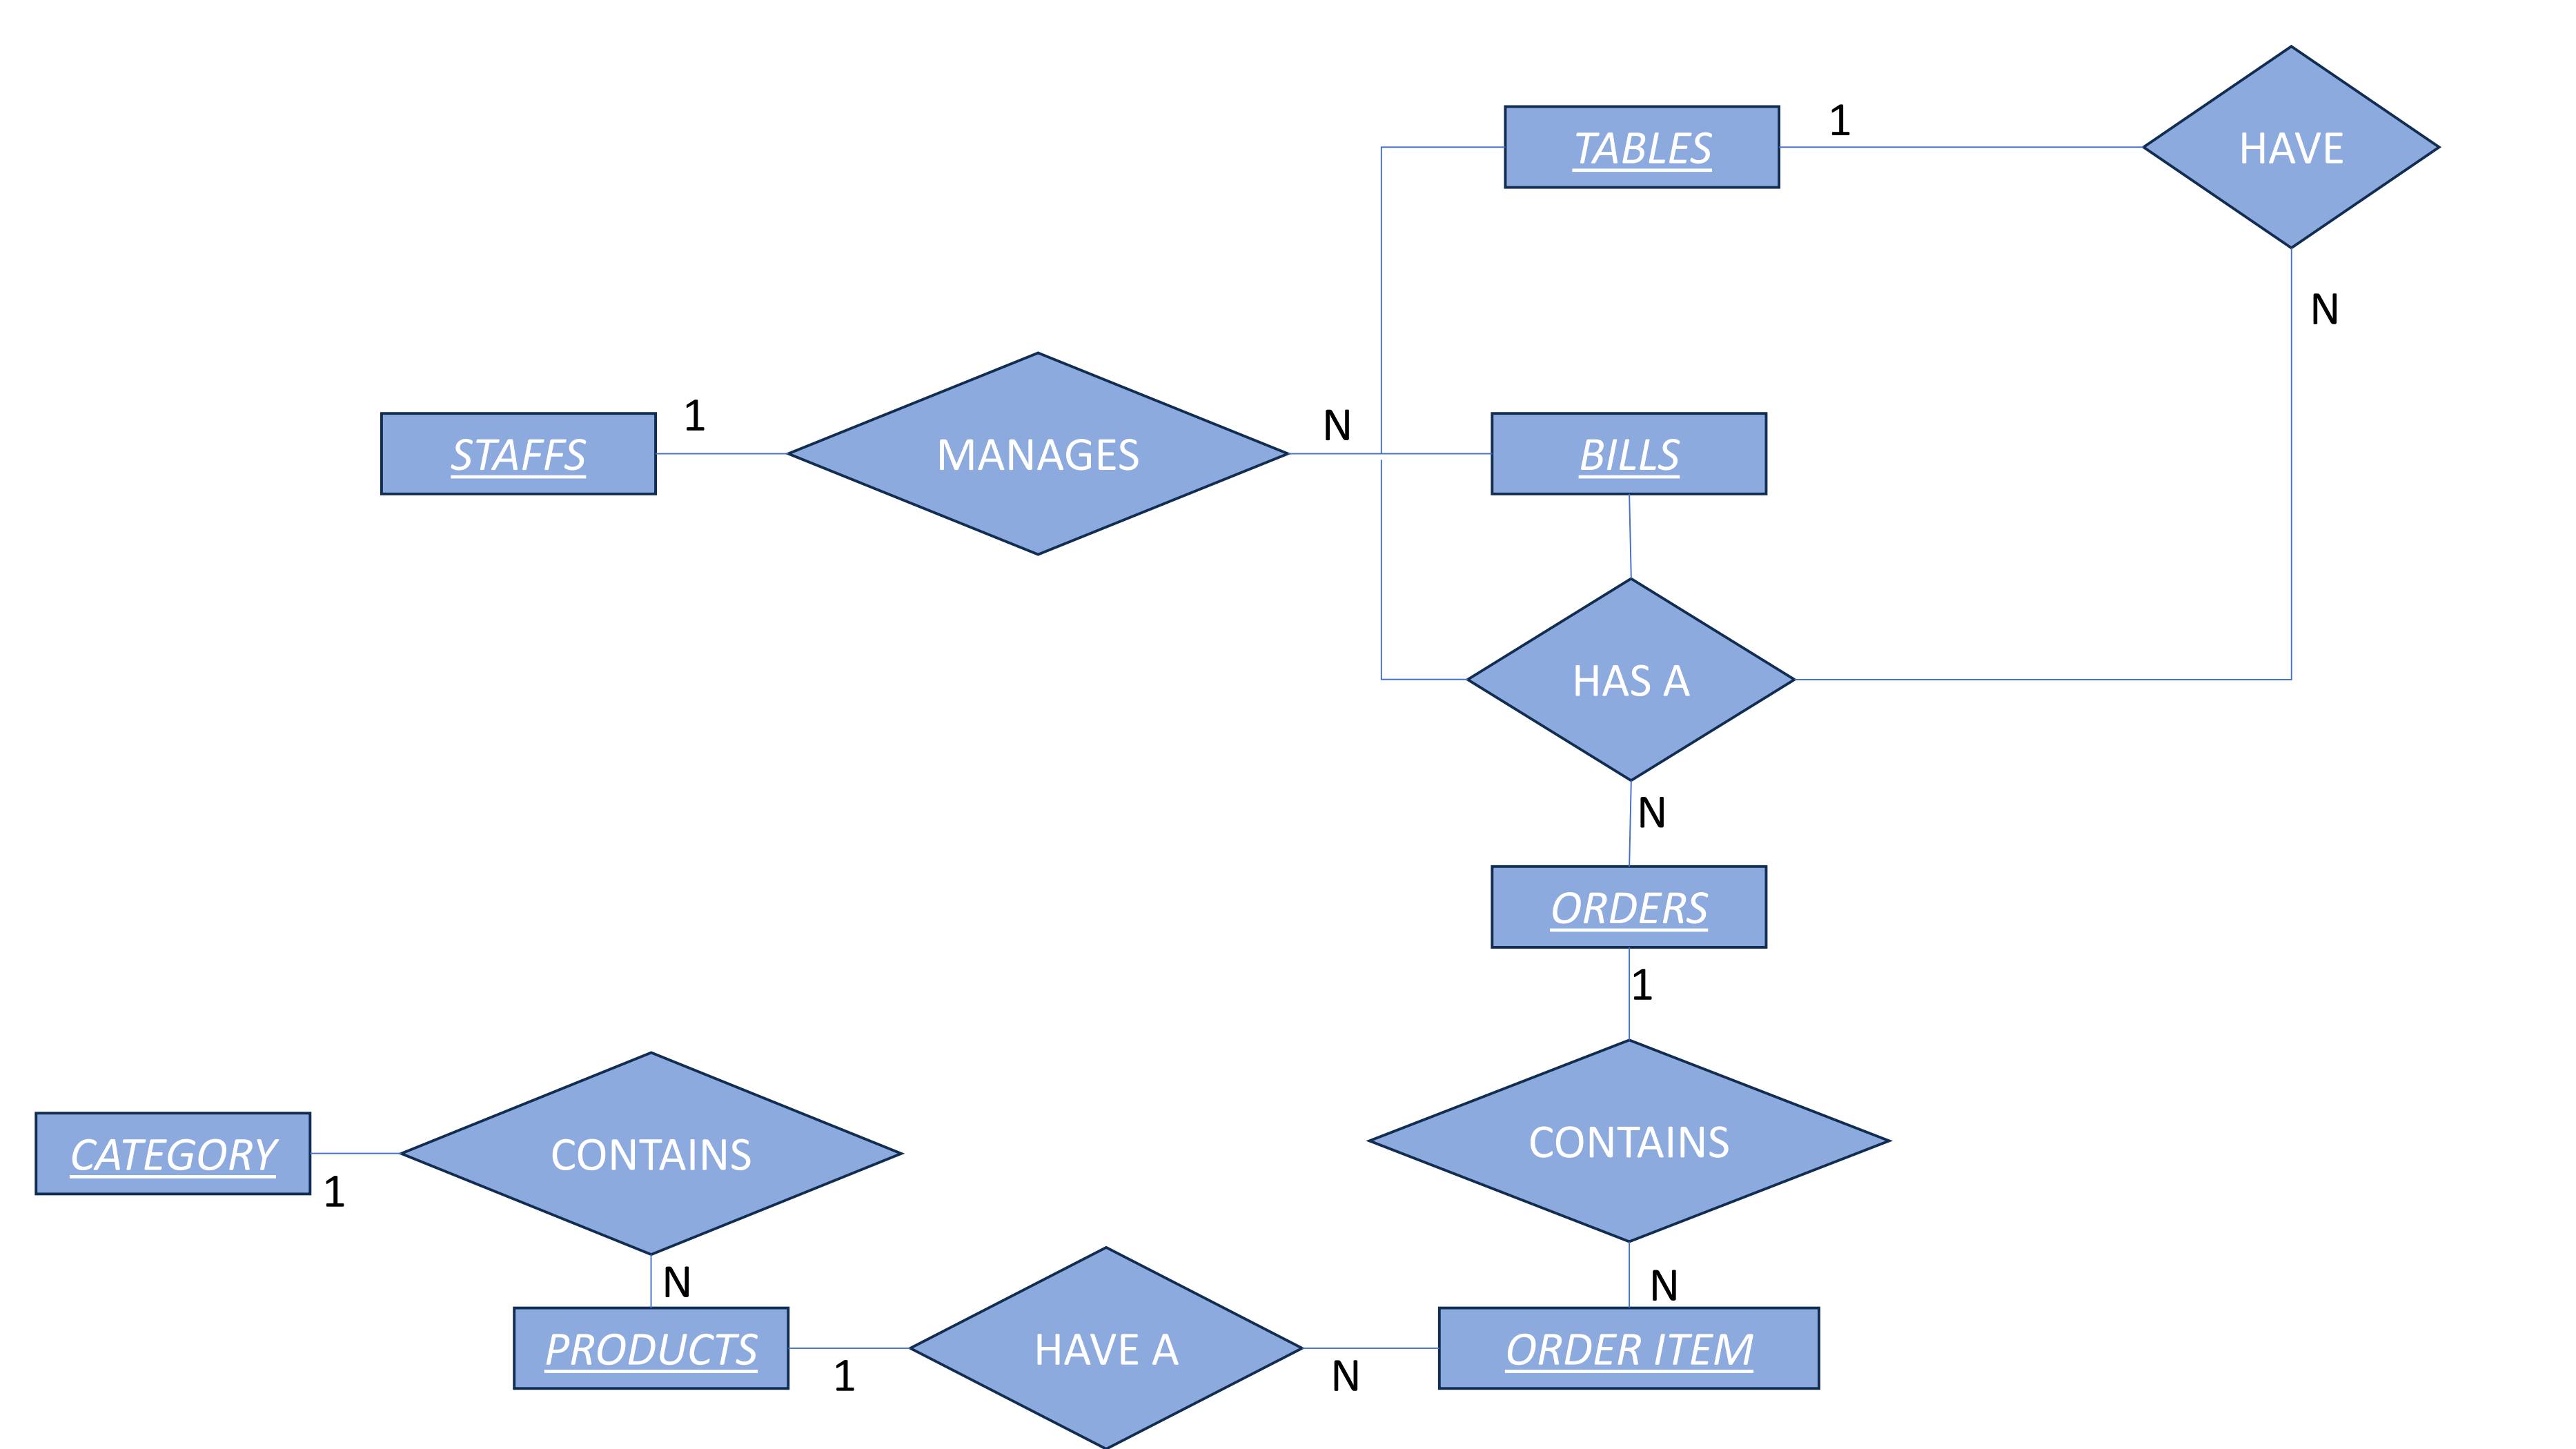 TABLES
1
HAVE
N
STAFFS
1
MANAGES
N
BILLS
HAS A
N
ORDERS
1
CONTAINS
N
CATEGORY
1
CONTAINS
N
PRODUCTS
1
HAVE A
N
ORDER ITEM